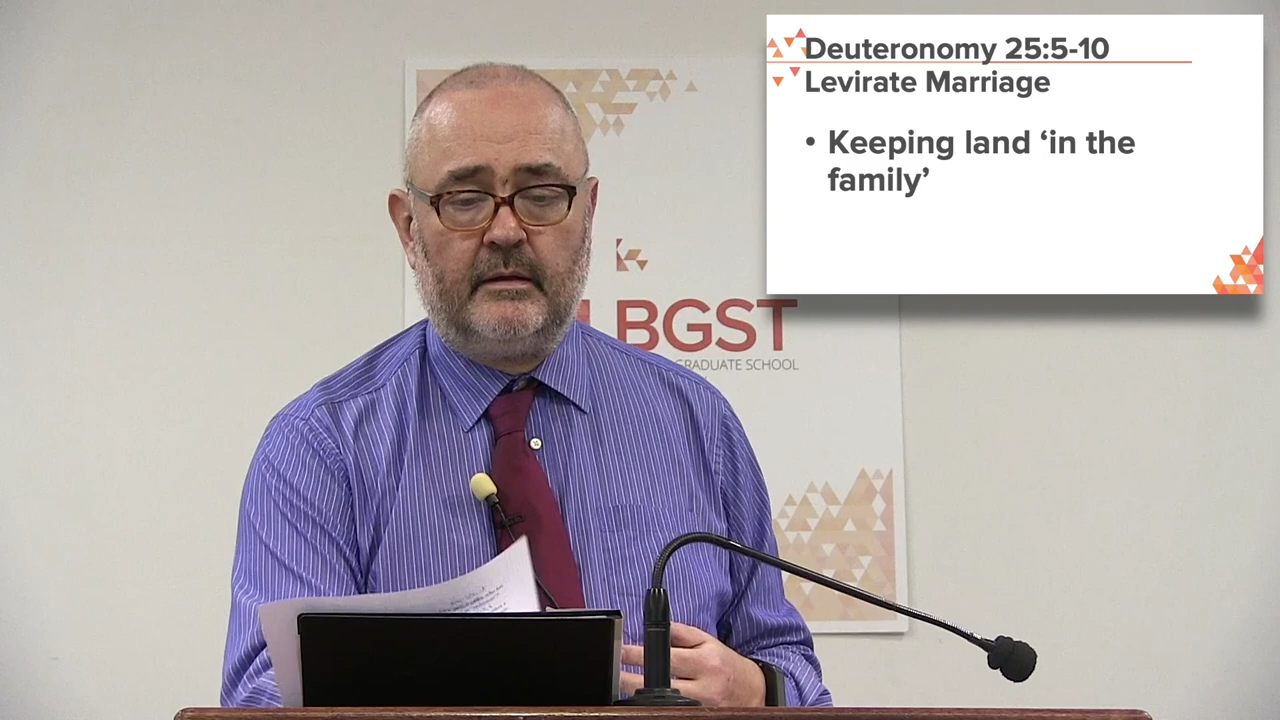 Deuteronomy 25:5-10
Levirate Marriage
• Keeping land ‘in the
family’
BGST
GRADUATE SCHOOL